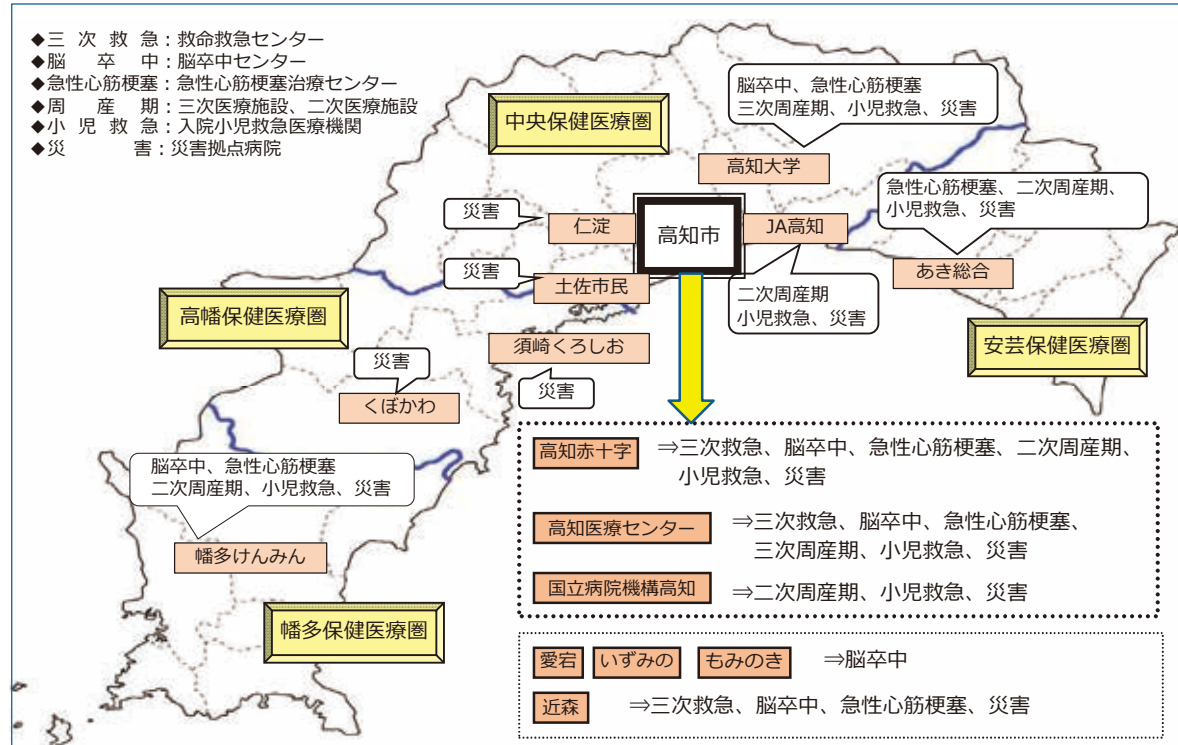 ◆三次救急：救命救急センター
◆脳卒中：脳卒中センター
◆急性心筋梗塞：急性心筋梗塞治療センター
◆周産期：三次医療施設、二次医療施設
◆小児救急：入院小児救急医療機関
◆災害：災害拠点病院
中央保健医療圏
脳卒中、急性心筋梗塞
三次周産期、小児救急、災害
高知大学
急性心筋梗塞、二次周産期、
小児救急、災害
あき総合
災害
仁淀
高知市
JA高知
二次周産期
小児救急、災害
災害
土佐市民
高幡保健医療圏
安芸保健医療圏
須崎くろしお
災害
災害
くぼかわ
脳卒中、急性心筋梗塞
二次周産期、小児救急、災害
幡多けんみん
幡多保健医療圏
高知赤十字 ⇒三次救急、脳卒中、急性心筋梗塞、二次周産期、
小児救急、災害
高知医療センター ⇒三次救急、脳卒中、急性心筋梗塞、
三次周産期、小児救急、災害
国立病院機構高知 ⇒二次周産期、小児救急、災害
愛宕 いずみの もみのき ⇒脳卒中
近森 ⇒三次救急、脳卒中、急性心筋梗塞、災害